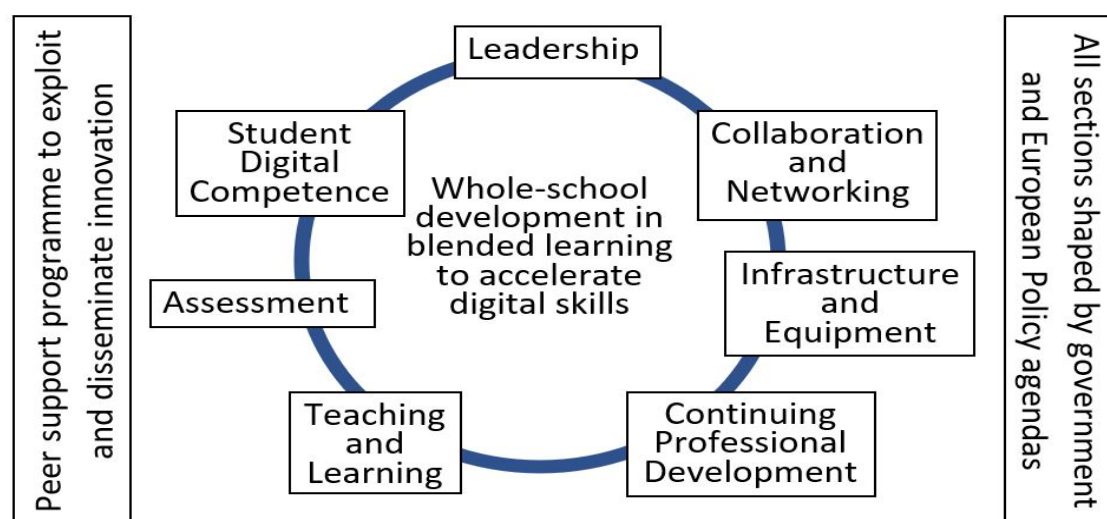 Peer support programme to exploit
and disseminate innovation
Leadership
Student
Digital
Competence
Collaboration
and
Networking
Whole-school
development in
blended learning
to accelerate
digital skills
Assessment
Infrastructure
and
Equipment
Teaching
and
Learning
Continuing
Professional
Development
All sections shaped by government
and European Policy agendas